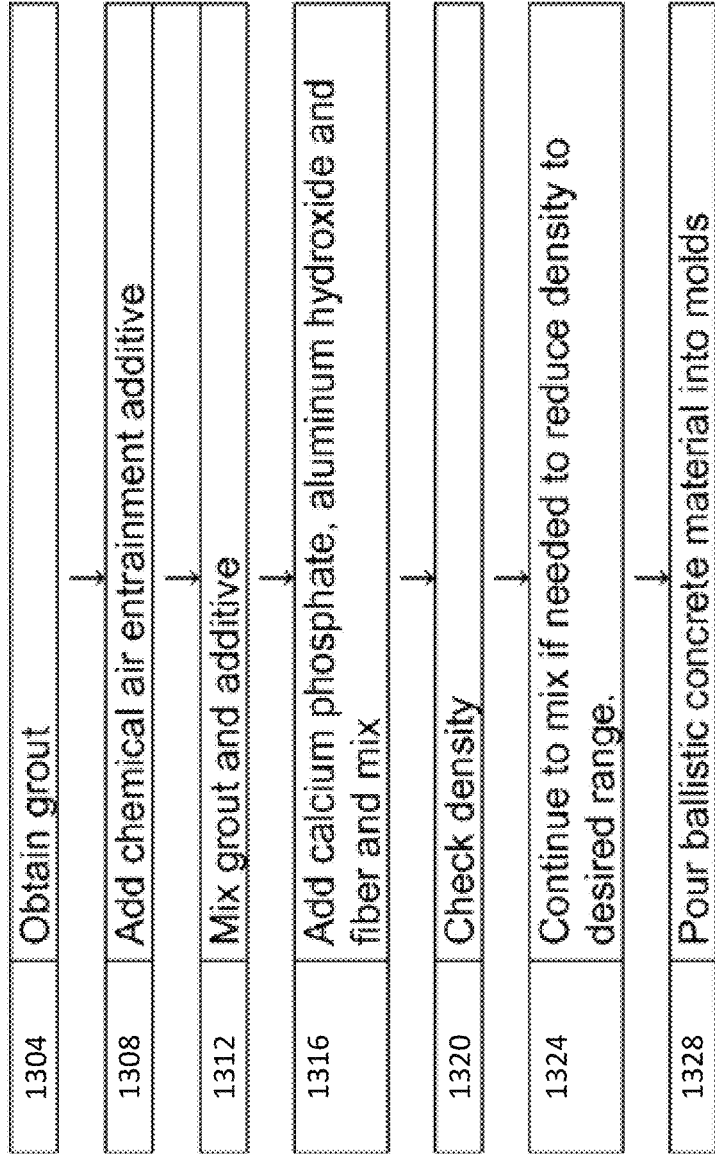 1304 Obtain grout
1308 Add chemical air entrainment additive
1312 Mix grout and additive
1316 Add calcium phosphate, aluminum hydroxide and
fiber and mix
1320 Check density
1324 Continue to mix if needed to reduce density to
desired range.
1328 Pour ballistic concrete material into molds